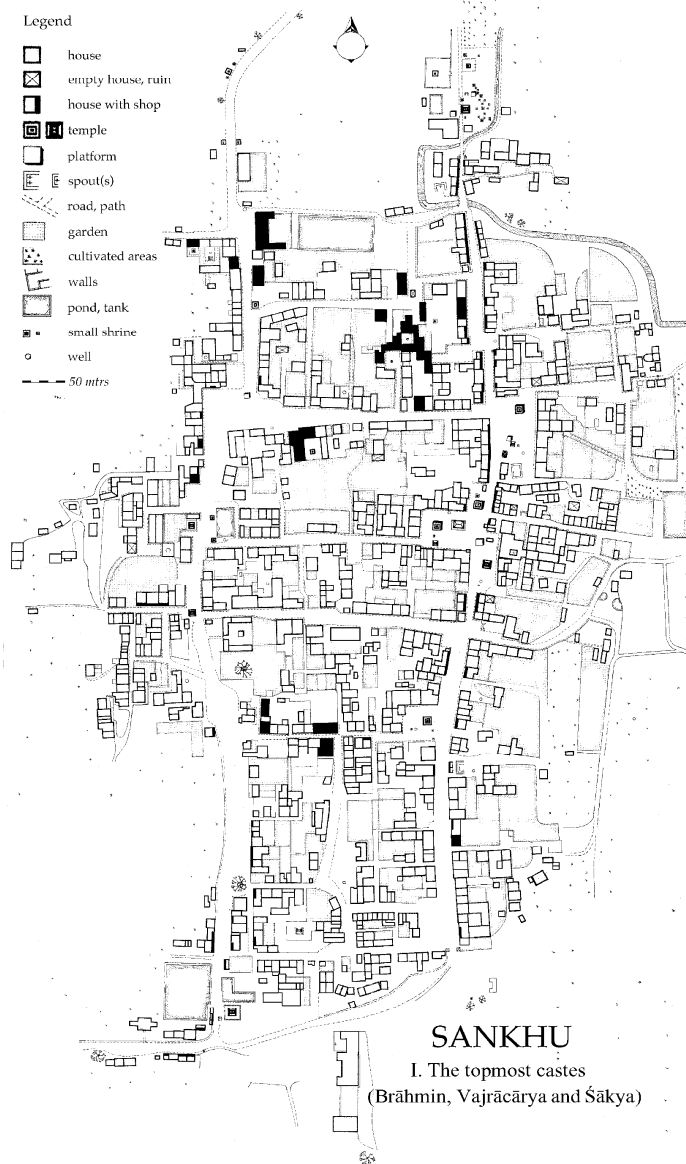 Legend
house
empty house, ruin
house with shop
temple
platform
spout(s)
road, path
garden
cultivated areas
walls
pond, tank
small shrine
well
50 mtrs
SANKHU
I. The topmost castes
(Brāhmin, Vajrācārya and Śākya)